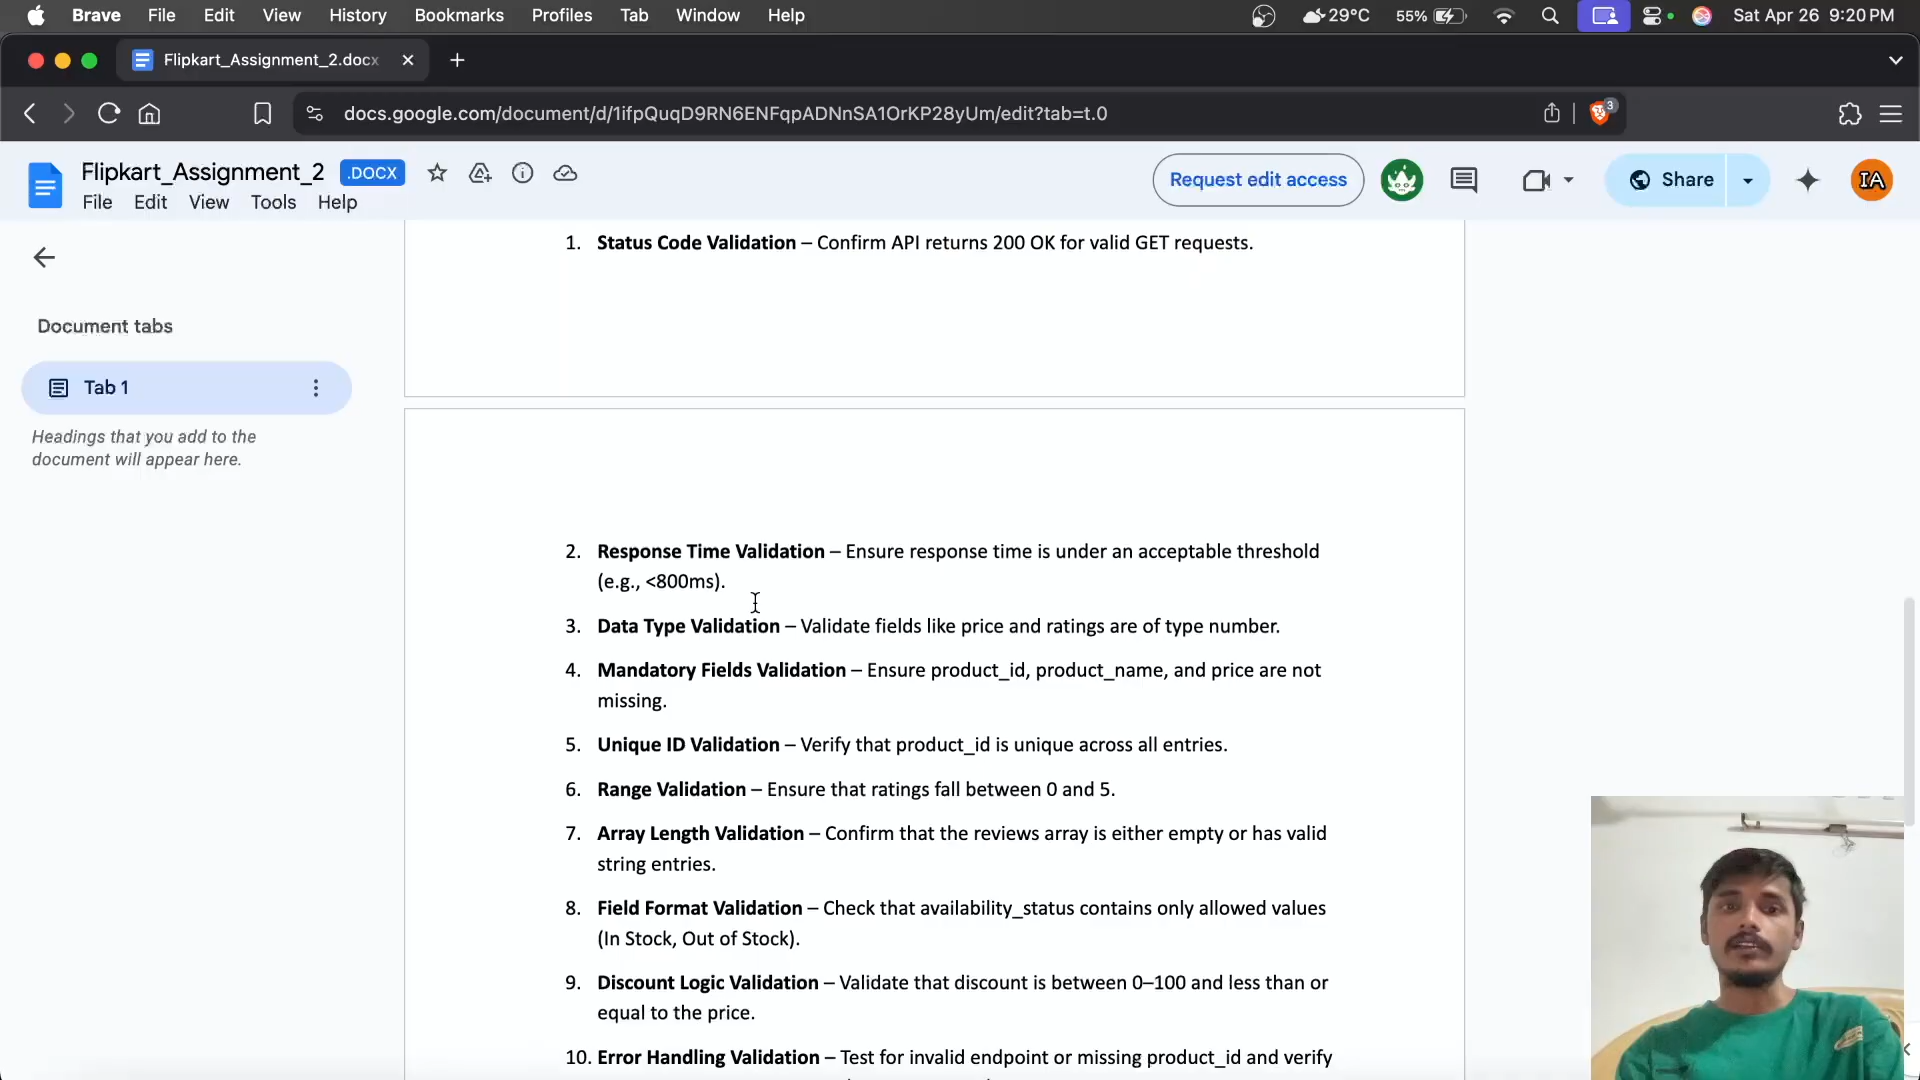 Brave File Edit View History Bookmarks Profiles Tab Window Help 29°C 55% Sat Apr 26 9:20 PM
Flipkart_Assignment_2.docx
docs.google.com/document/d/1ifpQuqD9RN6ENFqpADNnSA1OrKP28yUm/edit?tab=t.0 3
Flipkart_Assignment_2 .DOCX
File Edit View Tools Help
Request edit access Share IA
Document tabs
Tab 1
Headings that you add to the
document will appear here.
1. Status Code Validation – Confirm API returns 200 OK for valid GET requests.
2. Response Time Validation – Ensure response time is under an acceptable threshold
(e.g., <800ms).
3. Data Type Validation – Validate fields like price and ratings are of type number.
4. Mandatory Fields Validation – Ensure product_id, product_name, and price are not
missing.
5. Unique ID Validation – Verify that product_id is unique across all entries.
6. Range Validation – Ensure that ratings fall between 0 and 5.
7. Array Length Validation – Confirm that the reviews array is either empty or has valid
string entries.
8. Field Format Validation – Check that availability_status contains only allowed values
(In Stock, Out of Stock).
9. Discount Logic Validation – Validate that discount is between 0–100 and less than or
equal to the price.
10. Error Handling Validation – Test for invalid endpoint or missing product_id and verify